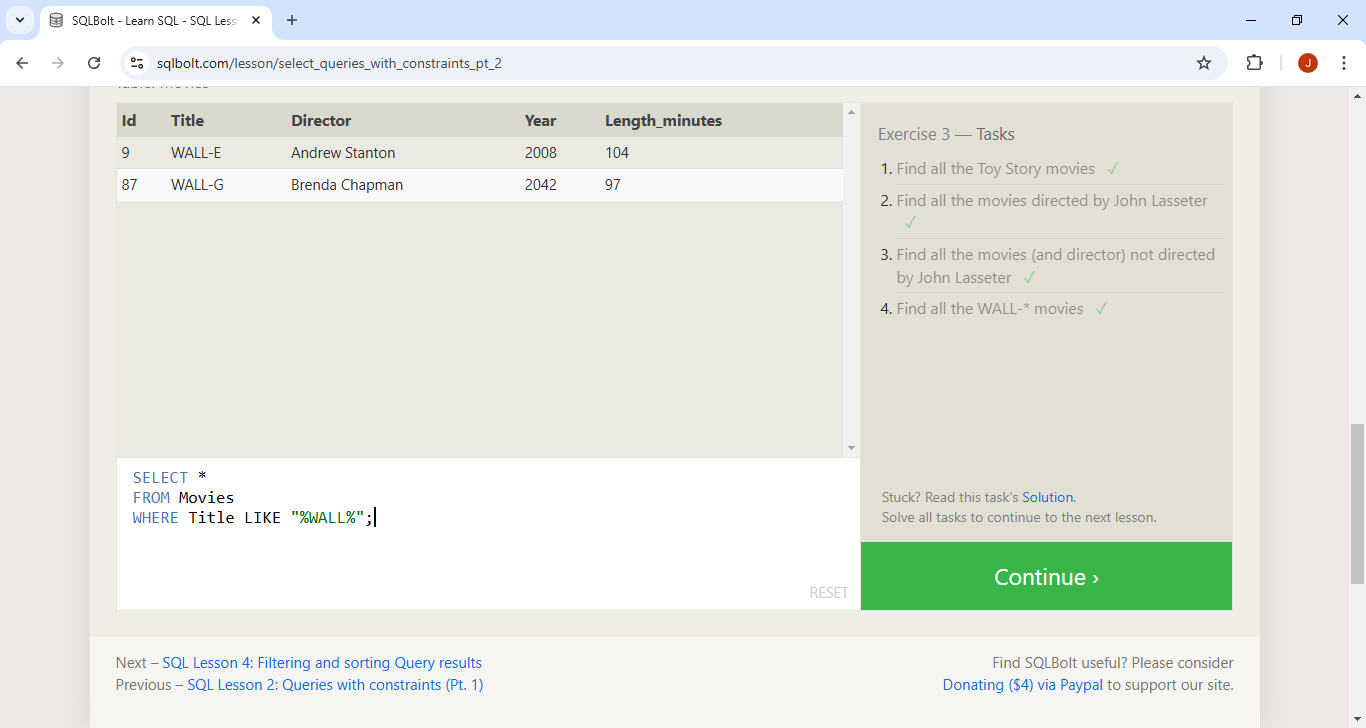 SQLBolt - Learn SQL - SQL Less
sqlbolt.com/lesson/select_queries_with_constraints_pt_2
J
Table: Movies
Id Title Director Year Length_minutes
9 WALL-E Andrew Stanton 2008 104
87 WALL-G Brenda Chapman 2042 97
SELECT *
FROM Movies
WHERE Title LIKE "%WALL%";
RESET
Exercise 3 — Tasks
1. Find all the Toy Story movies ✓
2. Find all the movies directed by John Lasseter
✓
3. Find all the movies (and director) not directed
by John Lasseter ✓
4. Find all the WALL-* movies ✓
Stuck? Read this task's Solution.
Solve all tasks to continue to the next lesson.
Continue ›
Next – SQL Lesson 4: Filtering and sorting Query results
Previous – SQL Lesson 2: Queries with constraints (Pt. 1)
Find SQLBolt useful? Please consider
Donating ($4) via Paypal to support our site.